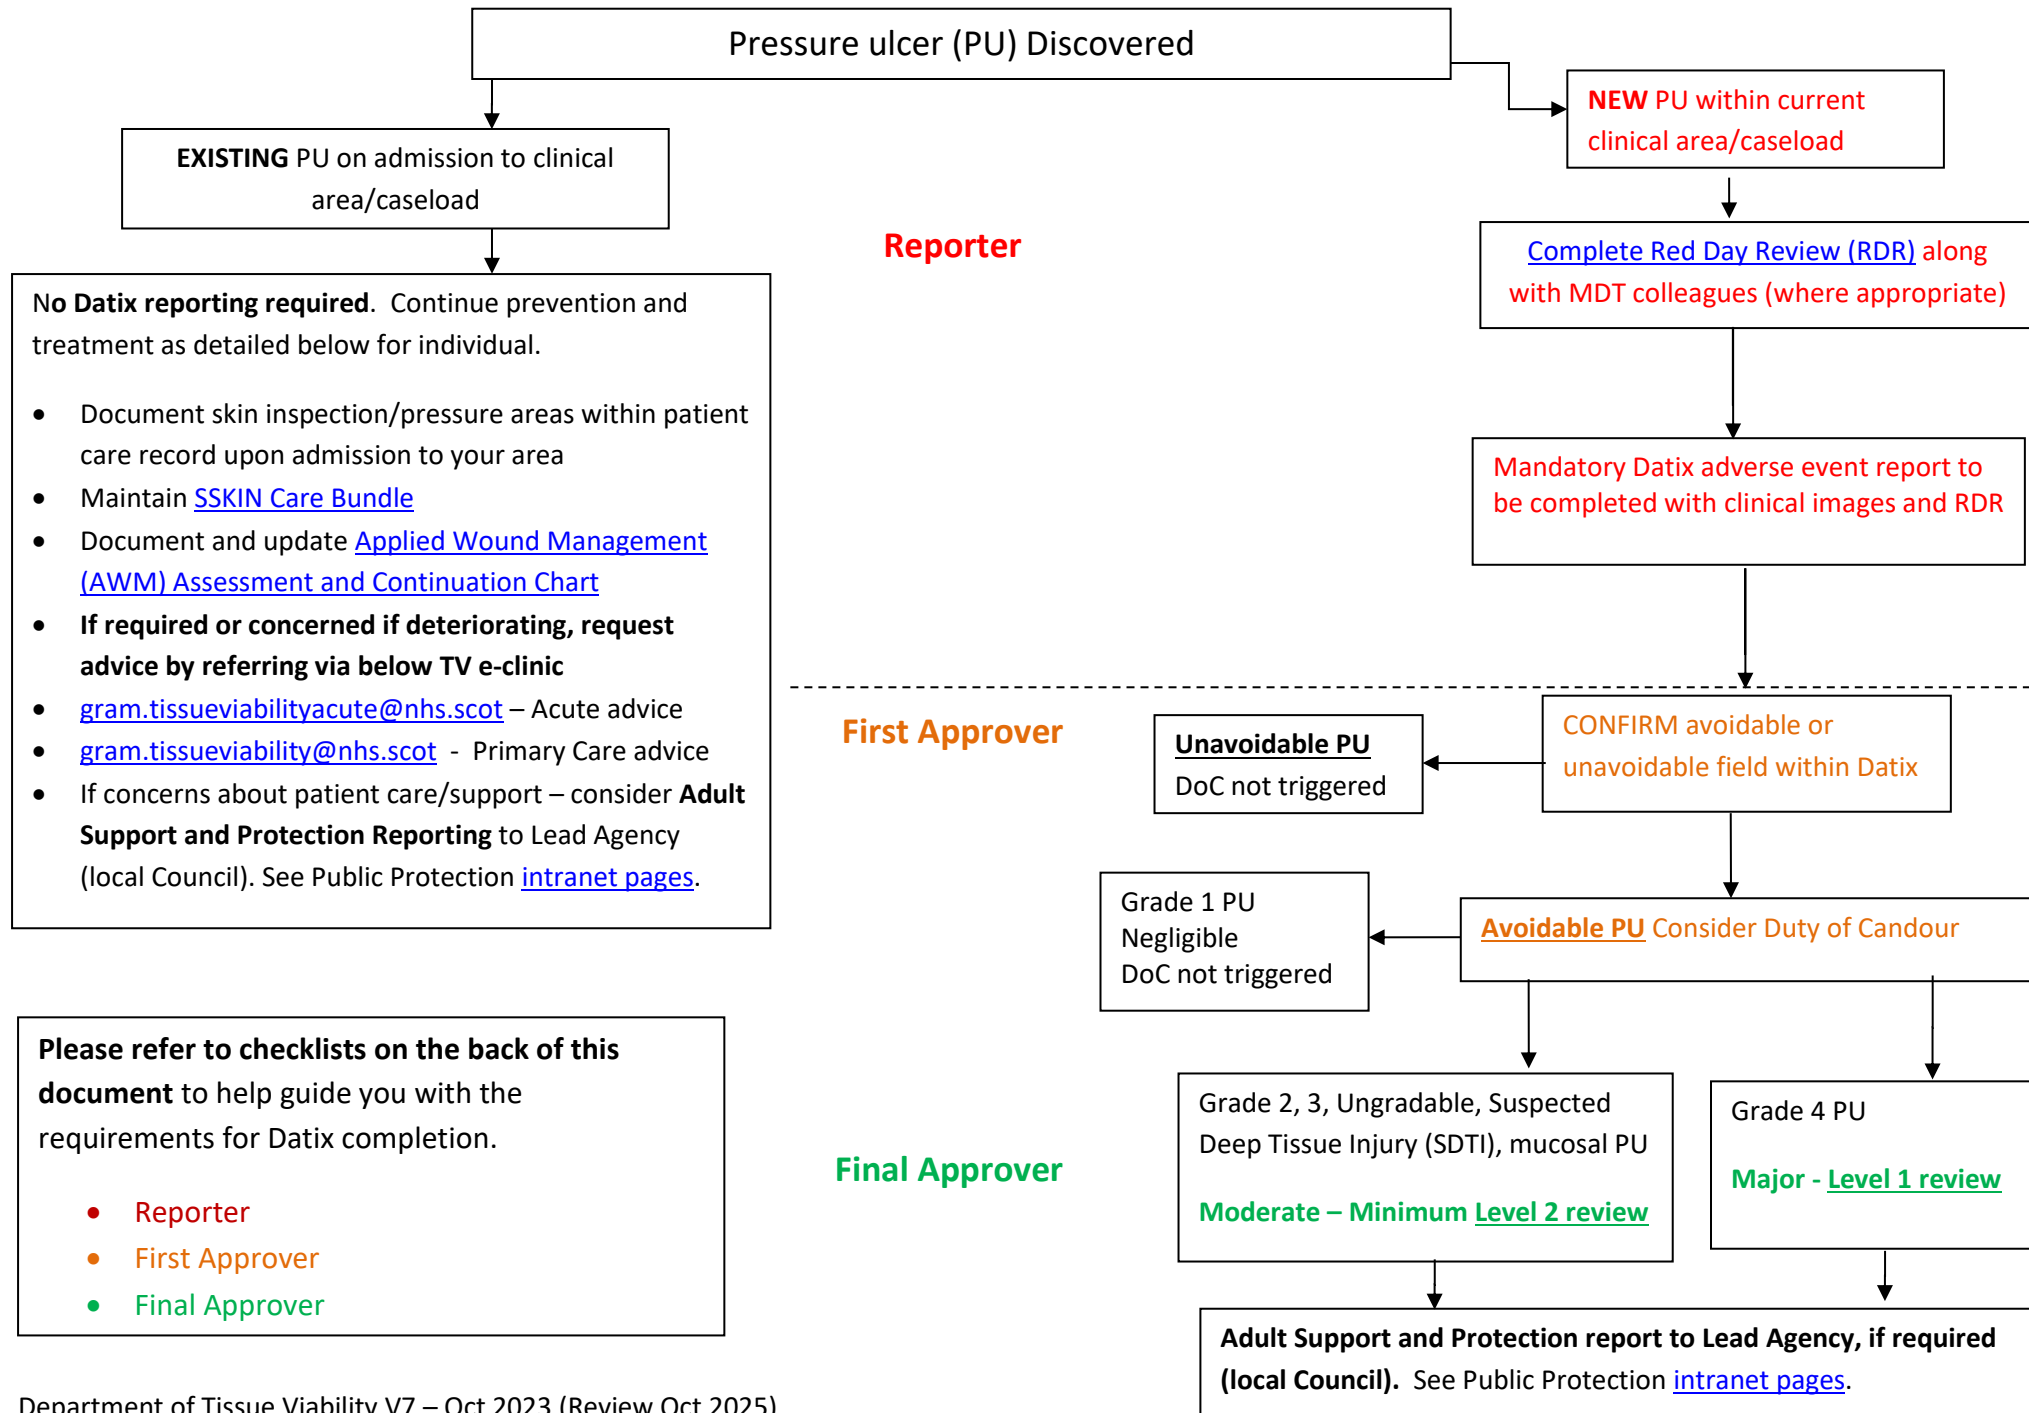 Pressure ulcer (PU) Discovered
EXISTING PU on admission to clinical
area/caseload
No Datix reporting required.  Continue prevention and
treatment as detailed below for individual.
• Document skin inspection/pressure areas within patient
care record upon admission to your area
• Maintain SSKIN Care Bundle
• Document and update Applied Wound Management
(AWM) Assessment and Continuation Chart
• If required or concerned if deteriorating, request
advice by referring via below TV e-clinic
• gram.tissueviabilityacute@nhs.scot – Acute advice
• gram.tissueviability@nhs.scot  -  Primary Care advice
• If concerns about patient care/support – consider Adult
Support and Protection Reporting to Lead Agency
(local Council). See Public Protection intranet pages.
Please refer to checklists on the back of this
document to help guide you with the
requirements for Datix completion.
• Reporter
• First Approver
• Final Approver
Department of Tissue Viability V7 – Oct 2023 (Review Oct 2025)
Reporter
First Approver
Final Approver
NEW PU within current
clinical area/caseload
Complete Red Day Review (RDR) along
with MDT colleagues (where appropriate)
Mandatory Datix adverse event report to
be completed with clinical images and RDR
CONFIRM avoidable or
unavoidable field within Datix
Unavoidable PU
DoC not triggered
Avoidable PU Consider Duty of Candour
Grade 1 PU
Negligible
DoC not triggered
Grade 2, 3, Ungradable, Suspected
Deep Tissue Injury (SDTI), mucosal PU
Moderate – Minimum Level 2 review
Grade 4 PU
Major - Level 1 review
Adult Support and Protection report to Lead Agency, if required
(local Council).  See Public Protection intranet pages.